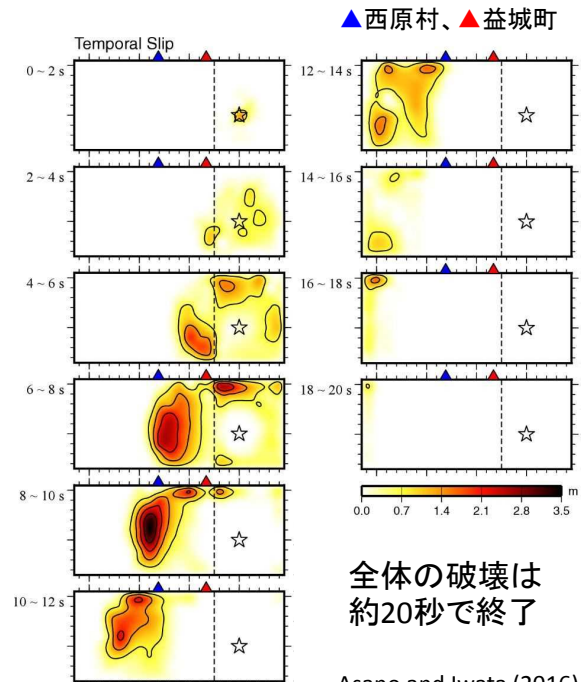 ▲西原村、▲益城町
Temporal Slip
0 ~ 2 s
2 ~ 4 s
4 ~ 6 s
6 ~ 8 s
8 ~ 10 s
10 ~ 12 s
12 ~ 14 s
14 ~ 16 s
16 ~ 18 s
18 ~ 20 s
m
0.0 0.7 1.4 2.1 2.8 3.5
全体の破壊は
約20秒で終了
Asano and Iwata (2016)